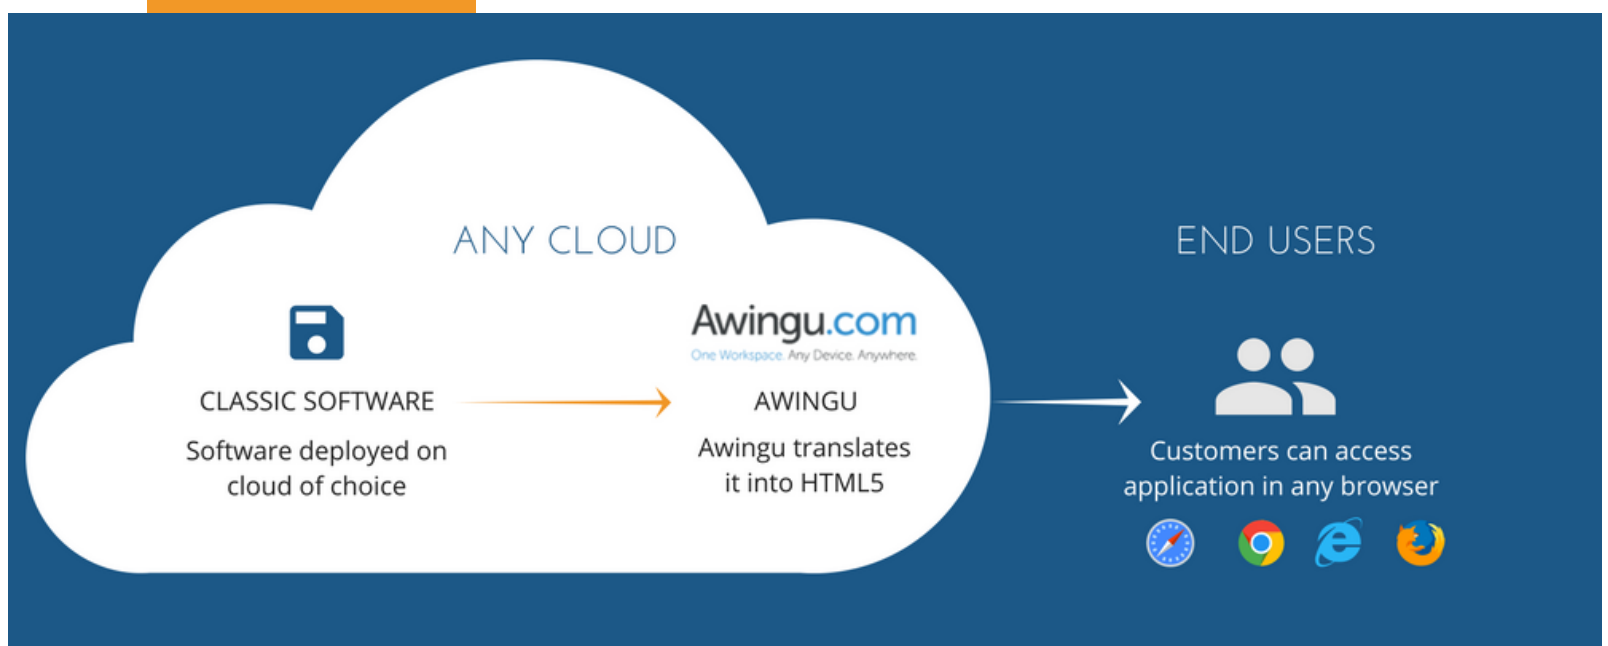 ANY CLOUD
END USERS
Awingu.com
One Workspace. Any Device. Anywhere.
CLASSIC SOFTWARE
AWINGU
Software deployed on
cloud of choice
Awingu translates
it into HTML5
Customers can access
application in any browser